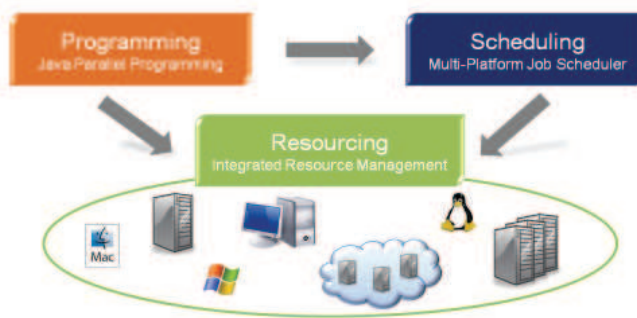 Programming
Java Parallel Programming
Scheduling
Multi-Platform Job Scheduler
Resourcing
Integrated Resource Management
Mac